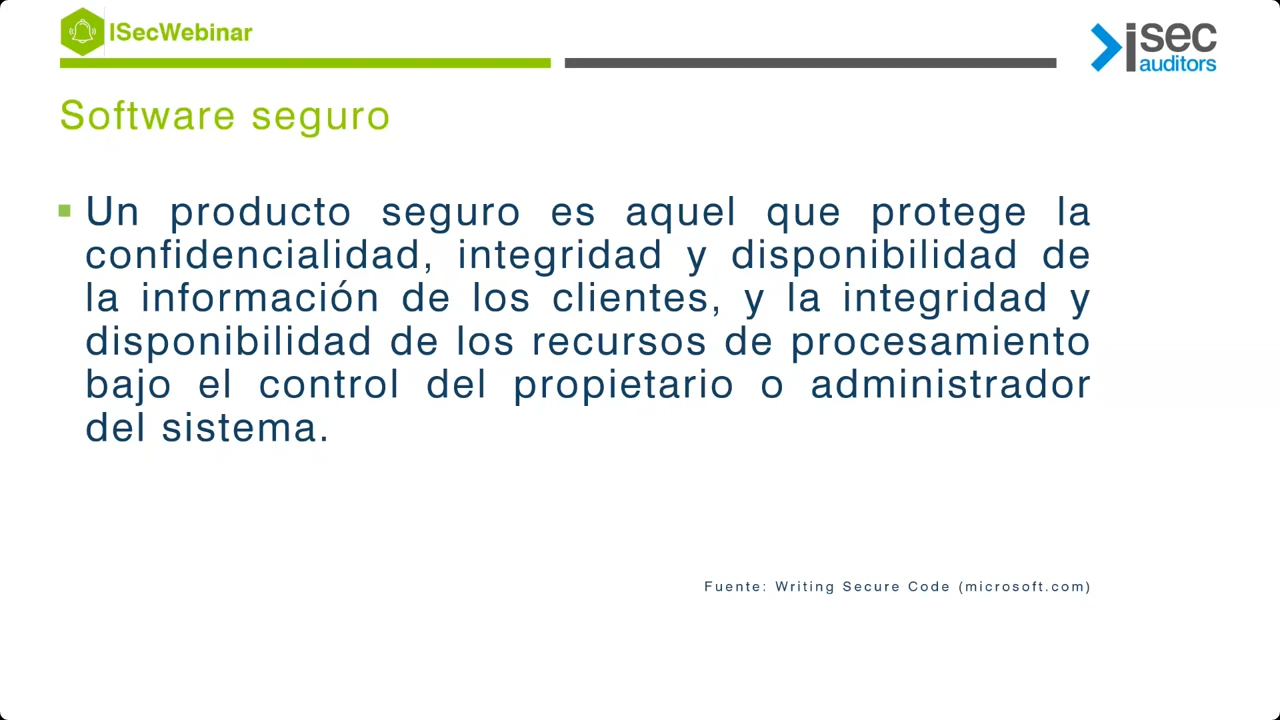 ISecWebinar
isec
auditors
Software seguro
Un producto seguro es aquel que protege la
confidencialidad, integridad y disponibilidad de
la información de los clientes, y la integridad y
disponibilidad de los recursos de procesamiento
bajo el control del propietario o administrador
del sistema.
Fuente: Writing Secure Code (microsoft.com)